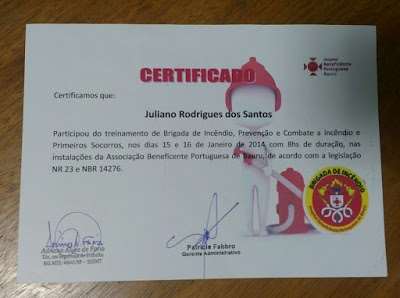 Hospital
Beneficência
Portuguesa
Bauru
CERTIFICADO
Certificamos que:
Juliano Rodrigues dos Santos
Participou do treinamento de Brigada de Incêndio, Prevenção e Combate a Incêndio e
Primeiros Socorros, nos dias 15 e 16 de Janeiro de 2014 com 8hs de duração, nas
instalações da Associação Beneficente Portuguesa de Bauru, de acordo com a legislação
NR 23 e NBR 14276.
BRIGADA DE INCÊNDIO
Patrícia Fabbro
Gerente Administrativo